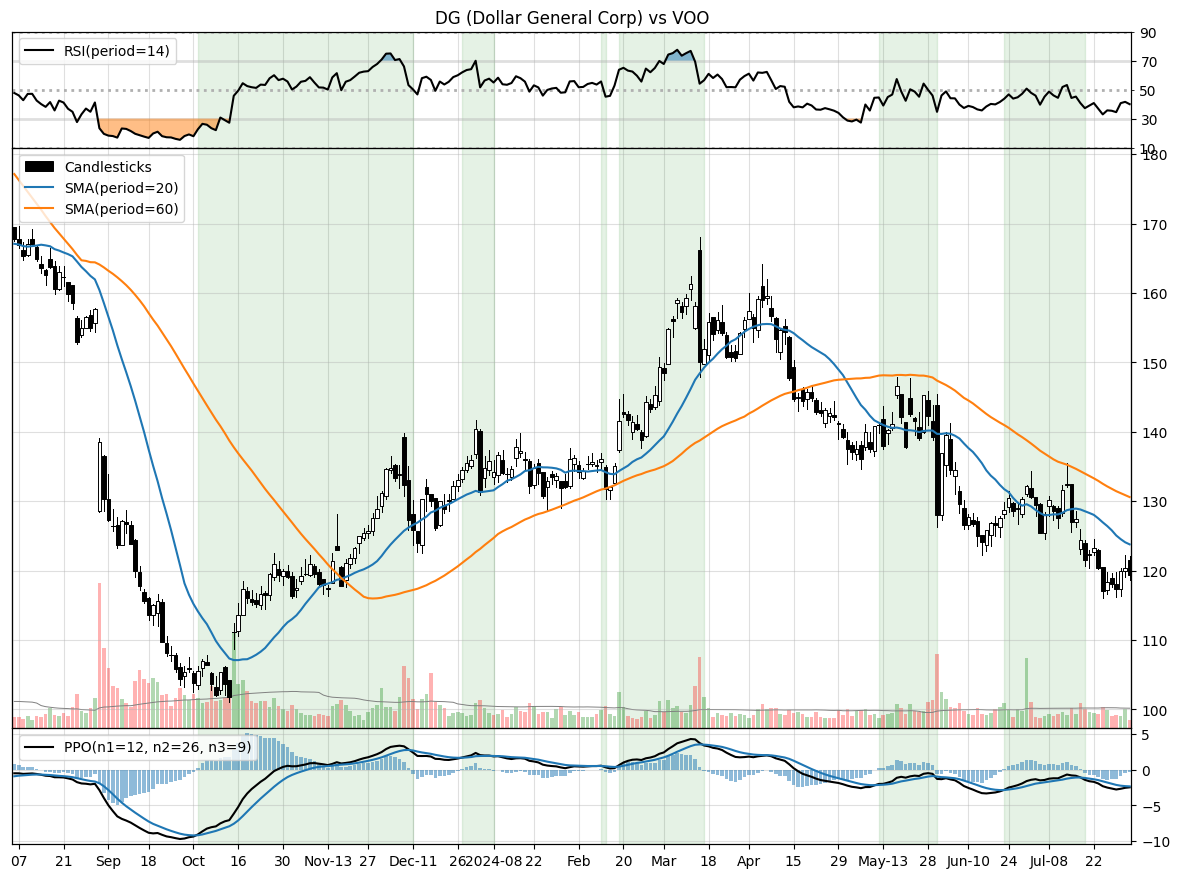 DG (Dollar General Corp) vs VOO
RSI(period=14)
90
70
50
30
10
Candlesticks
SMA(period=20)
SMA(period=60)
180
170
160
150
140
130
120
110
100
PPO(n1=12, n2=26, n3=9)
5
0
−5
−10
07 21 Sep 18 Oct 16 30 Nov-13 27 Dec-11 26 2024-08 22 Feb 20 Mar 18 Apr 15 29 May-13 28 Jun-10 24 Jul-08 22